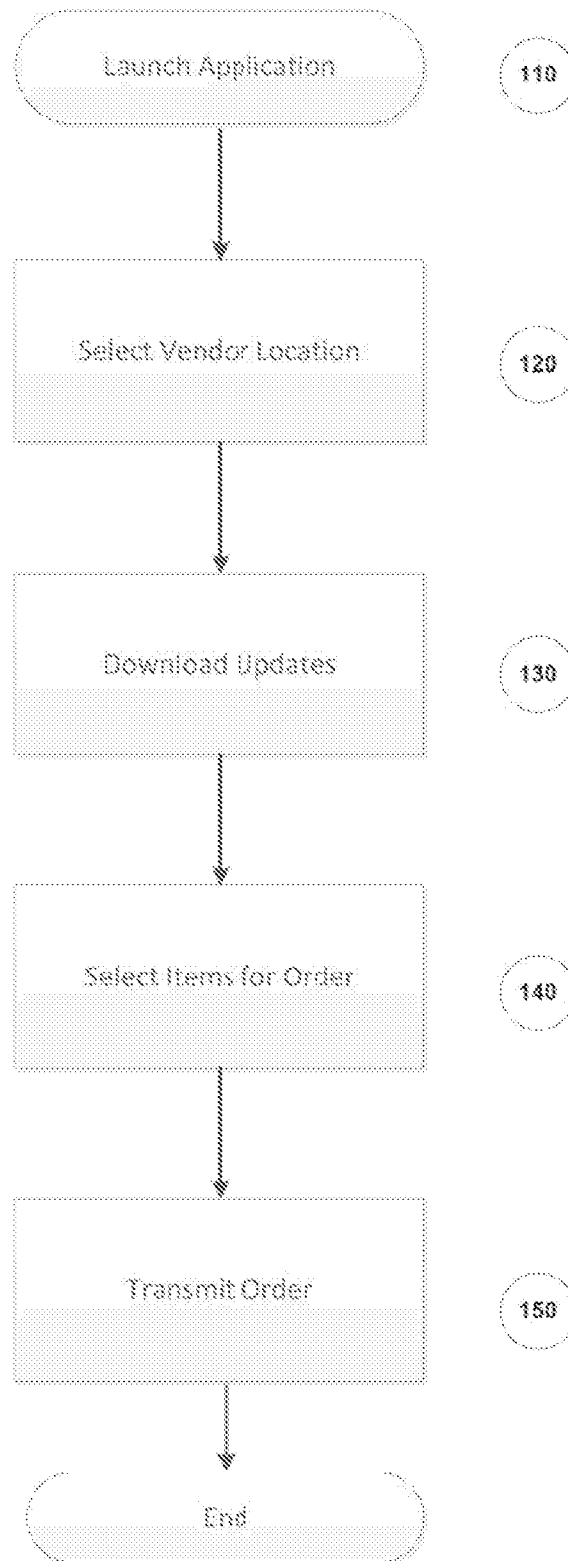 Launch Application
110
Select Vendor Location
120
Download Updates
130
Select Items for Order
140
Transmit Order
150
End